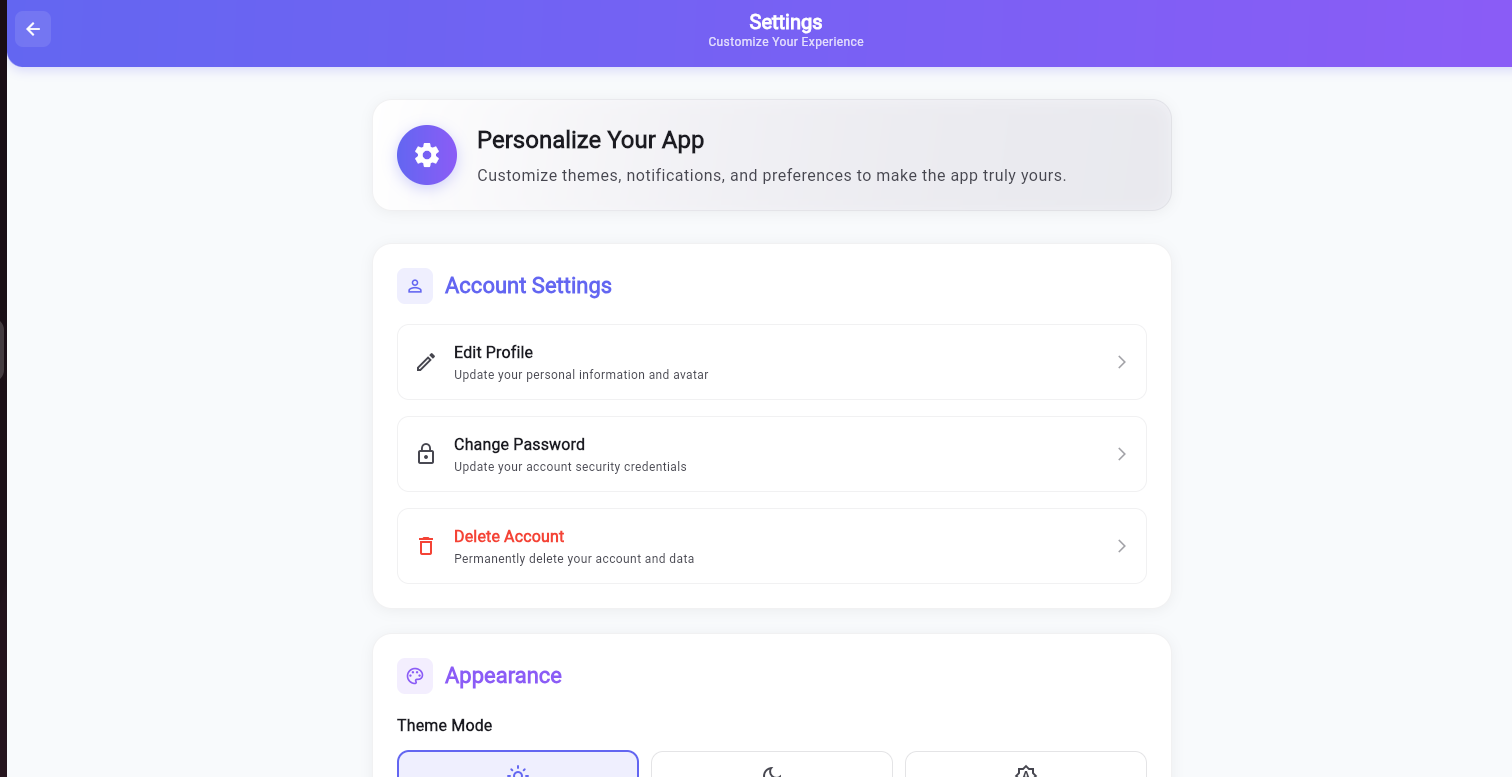 Settings
Customize Your Experience
Personalize Your App
Customize themes, notifications, and preferences to make the app truly yours.
Account Settings
Edit Profile
Update your personal information and avatar
Change Password
Update your account security credentials
Delete Account
Permanently delete your account and data
Appearance
Theme Mode